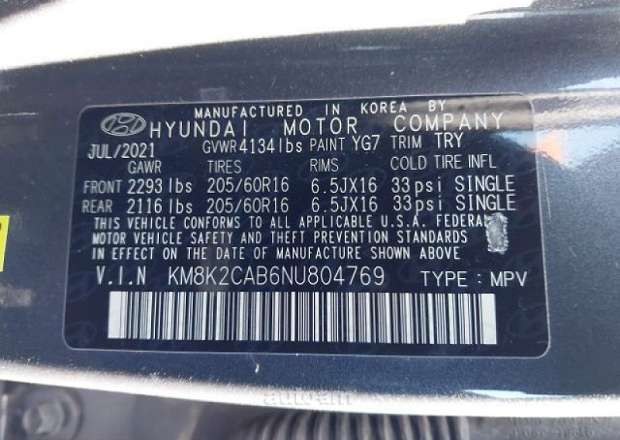 MANUFACTURED IN KOREA BY
HYUNDAI MOTOR COMPANY
JUL/2021 GVWR 4134 lbs PAINT YG7 TRIM TRY
GAWR TIRES RIMS COLD TIRE INFL
FRONT 2293 lbs 205/60R16 6.5JX16 33 psi SINGLE
REAR 2116 lbs 205/60R16 6.5JX16 33 psi SINGLE
THIS VEHICLE CONFORMS TO ALL APPLICABLE U.S.A. FEDERAL
MOTOR VEHICLE SAFETY AND THEFT PREVENTION STANDARDS
IN EFFECT ON THE DATE OF MANUFACTURE SHOWN ABOVE.
V.I.N KM8K2CAB6NU804769 TYPE : MPV